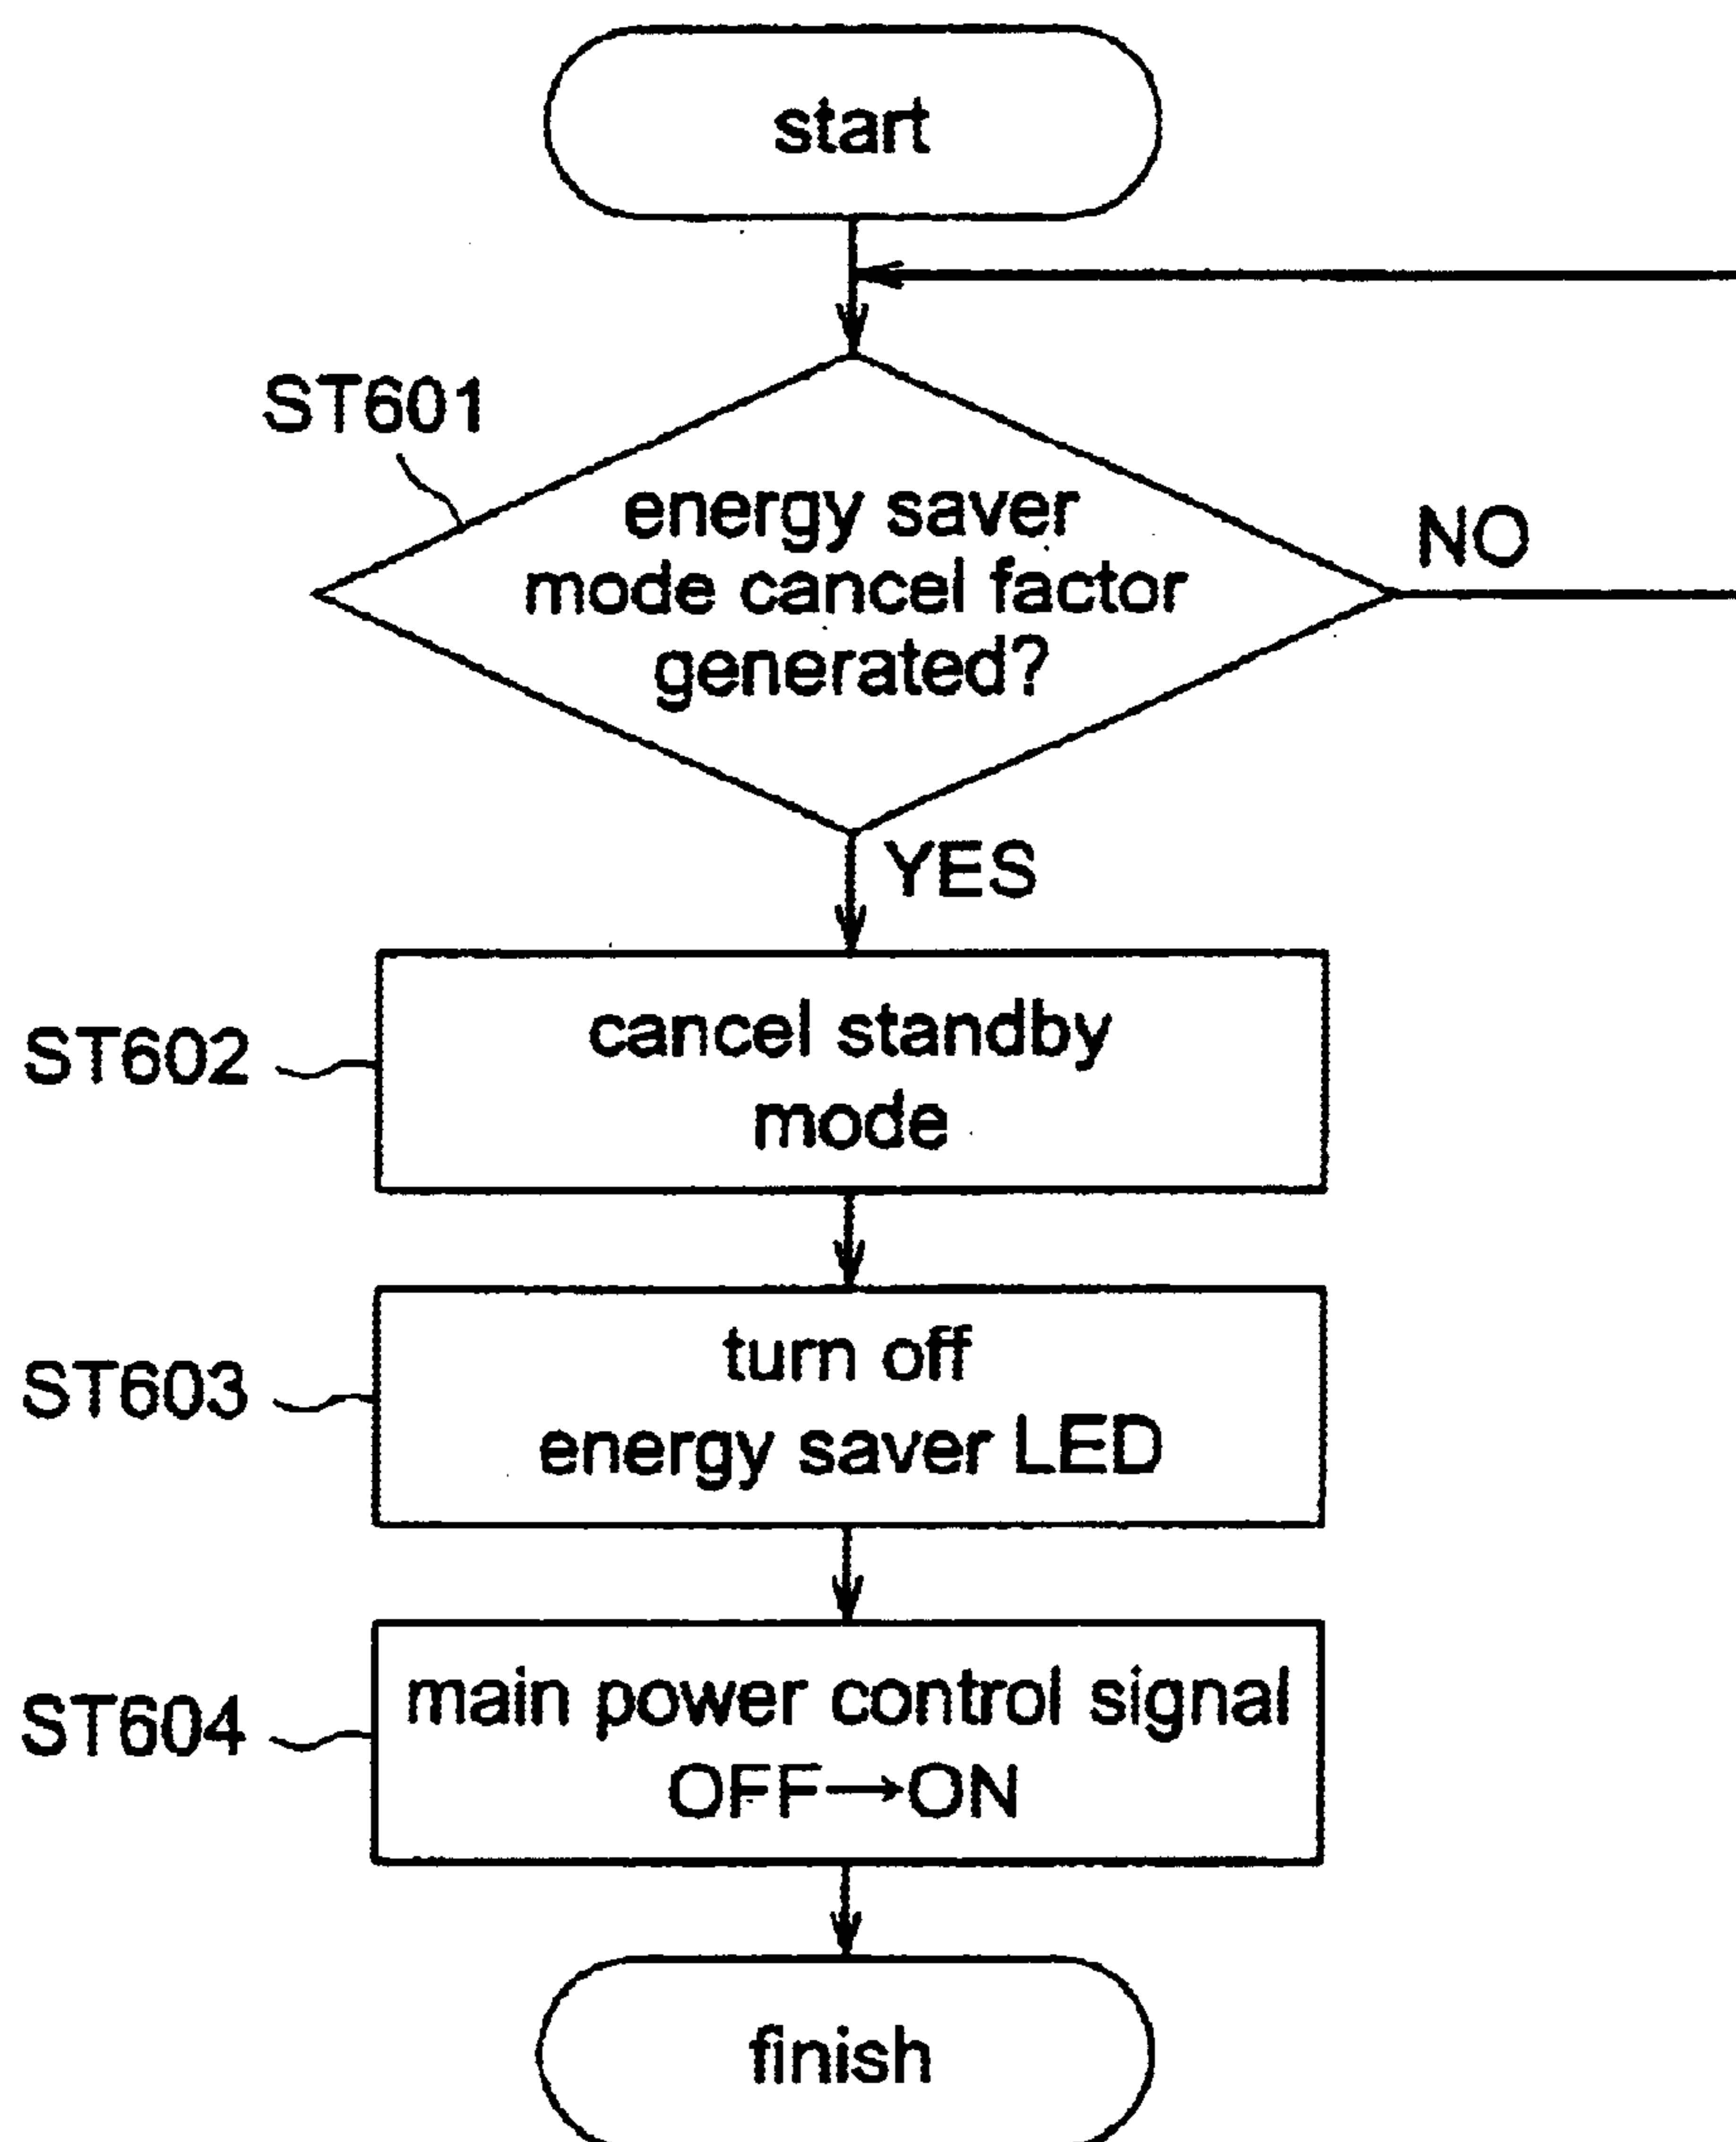 start
ST601
energy saver
mode cancel factor
generated?
NO
YES
ST602
cancel standby
mode
ST603
turn off
energy saver LED
ST604
main power control signal
OFF→ON
finish